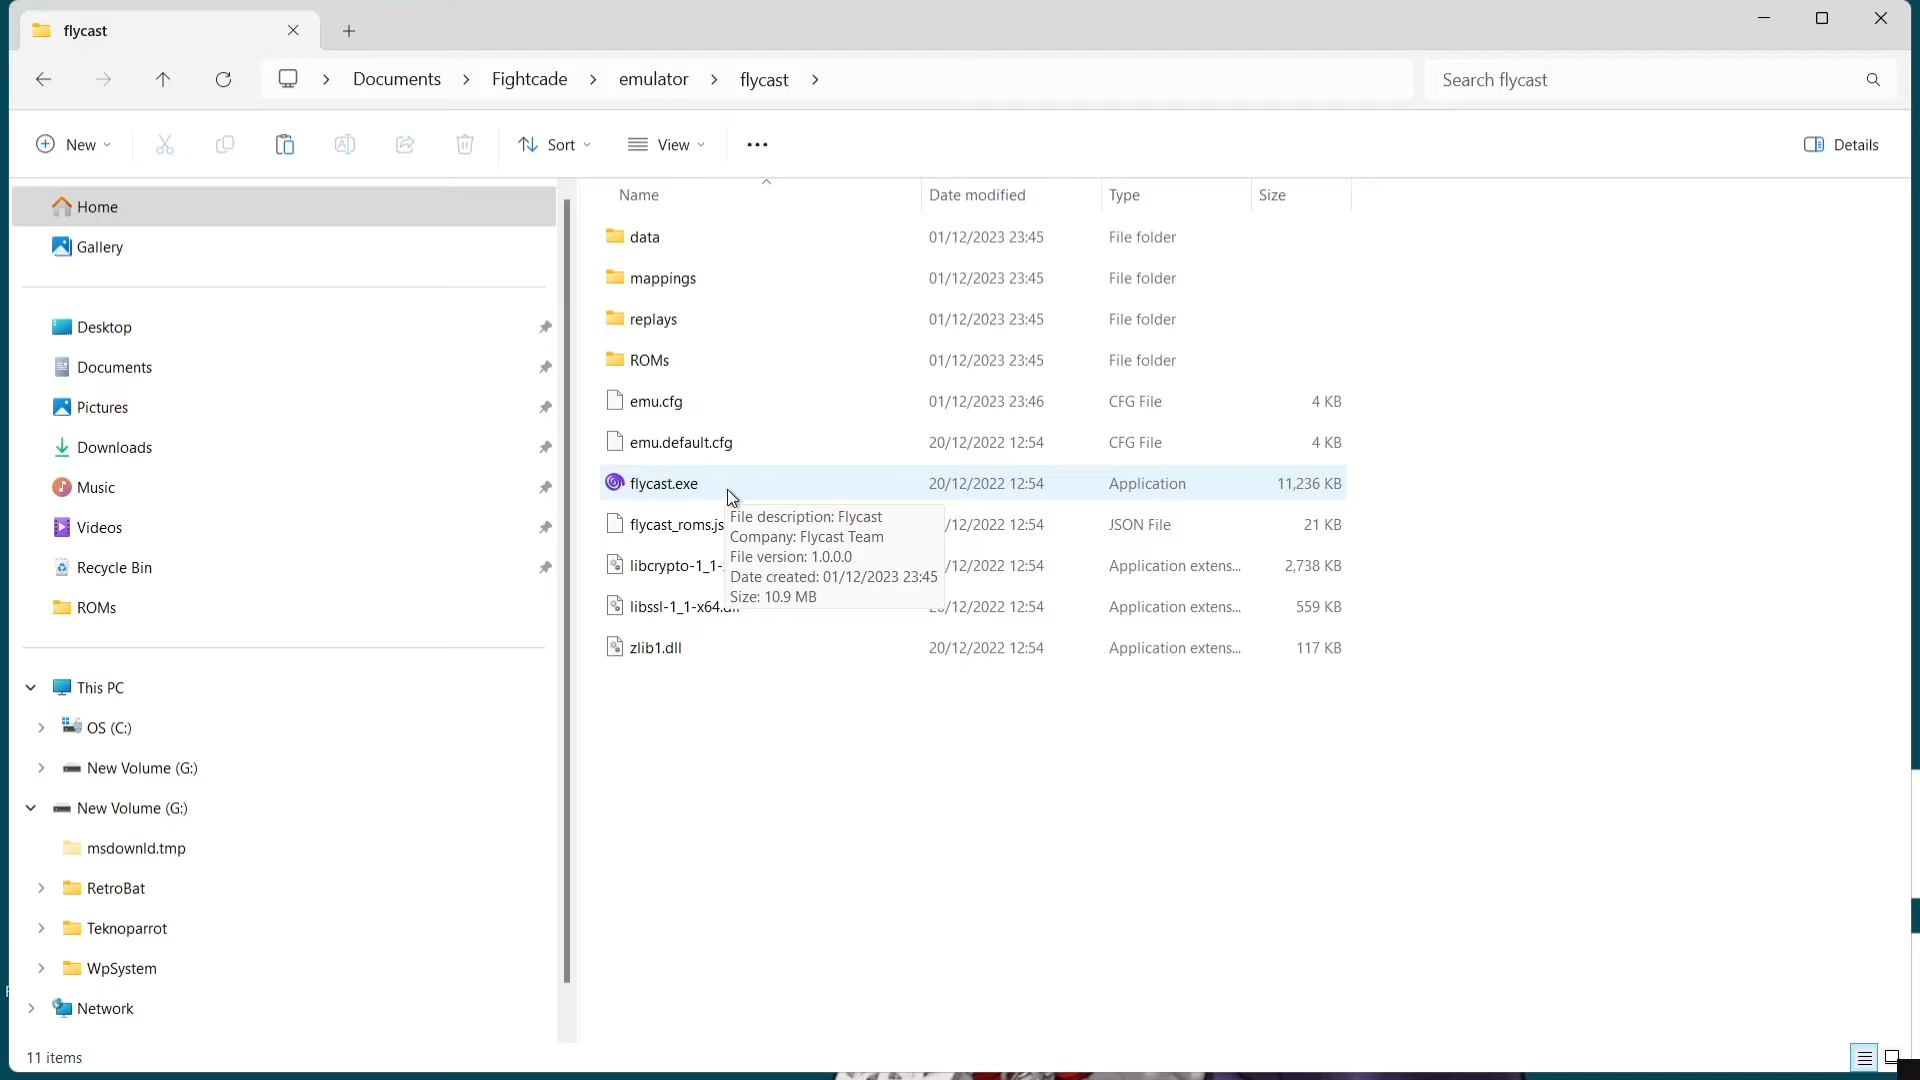 flycast
Documents > Fightcade > emulator > flycast >
Search flycast
New
Sort
View
Details
Home
Gallery
Desktop
Documents
Pictures
Downloads
Music
Videos
Recycle Bin
ROMs
This PC
OS (C:)
New Volume (G:)
New Volume (G:)
msdownld.tmp
RetroBat
Teknoparrot
WpSystem
Network
Name Date modified Type Size
data 01/12/2023 23:45 File folder
mappings 01/12/2023 23:45 File folder
replays 01/12/2023 23:45 File folder
ROMs 01/12/2023 23:45 File folder
emu.cfg 01/12/2023 23:46 CFG File 4 KB
emu.default.cfg 20/12/2022 12:54 CFG File 4 KB
flycast.exe 20/12/2022 12:54 Application 11,236 KB
flycast_roms.js /12/2022 12:54 JSON File 21 KB
libcrypto-1_1- /12/2022 12:54 Application extens... 2,738 KB
libssl-1_1-x64.dll 20/12/2022 12:54 Application extens... 559 KB
zlib1.dll 20/12/2022 12:54 Application extens... 117 KB
File description: Flycast
Company: Flycast Team
File version: 1.0.0.0
Date created: 01/12/2023 23:45
Size: 10.9 MB
11 items